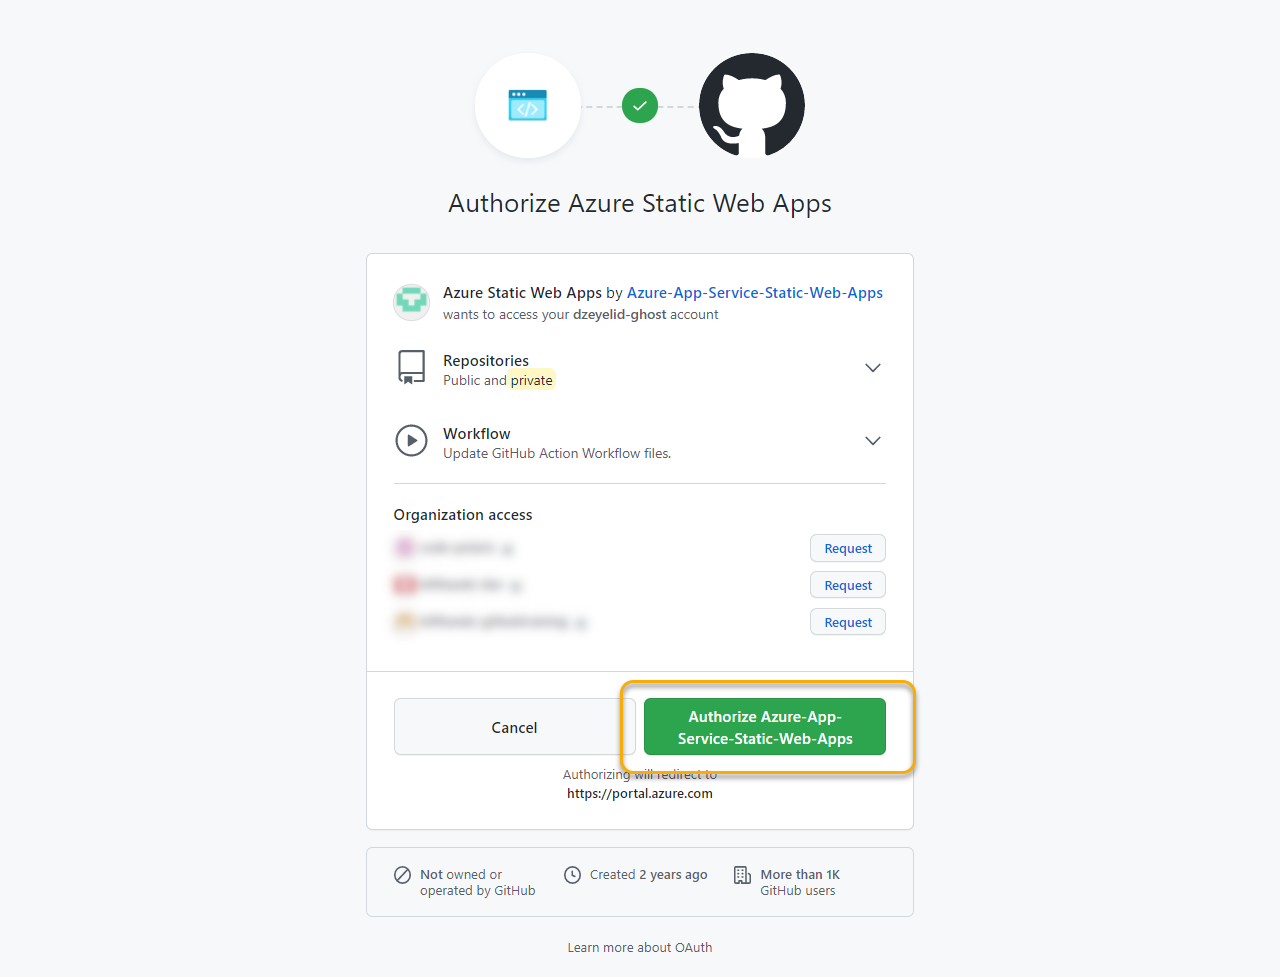 Authorize Azure Static Web Apps
Azure Static Web Apps by Azure-App-Service-Static-Web-Apps
wants to access your dzeyelid-ghost account
Repositories
Public and private
Workflow
Update GitHub Action Workflow files.
Organization access
Request
Request
Request
Cancel
Authorize Azure-App-
Service-Static-Web-Apps
Authorizing will redirect to
https://portal.azure.com
Not owned or
operated by GitHub
Created 2 years ago
More than 1K
GitHub users
Learn more about OAuth